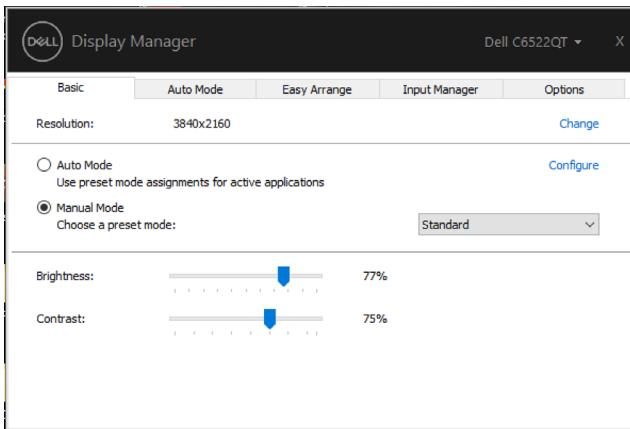 DELL Display Manager Dell C6522QT X
Basic Auto Mode Easy Arrange Input Manager Options
Resolution: 3840x2160 Change
Auto Mode Configure
Use preset mode assignments for active applications
Manual Mode
Choose a preset mode: Standard
Brightness: 77%
Contrast: 75%